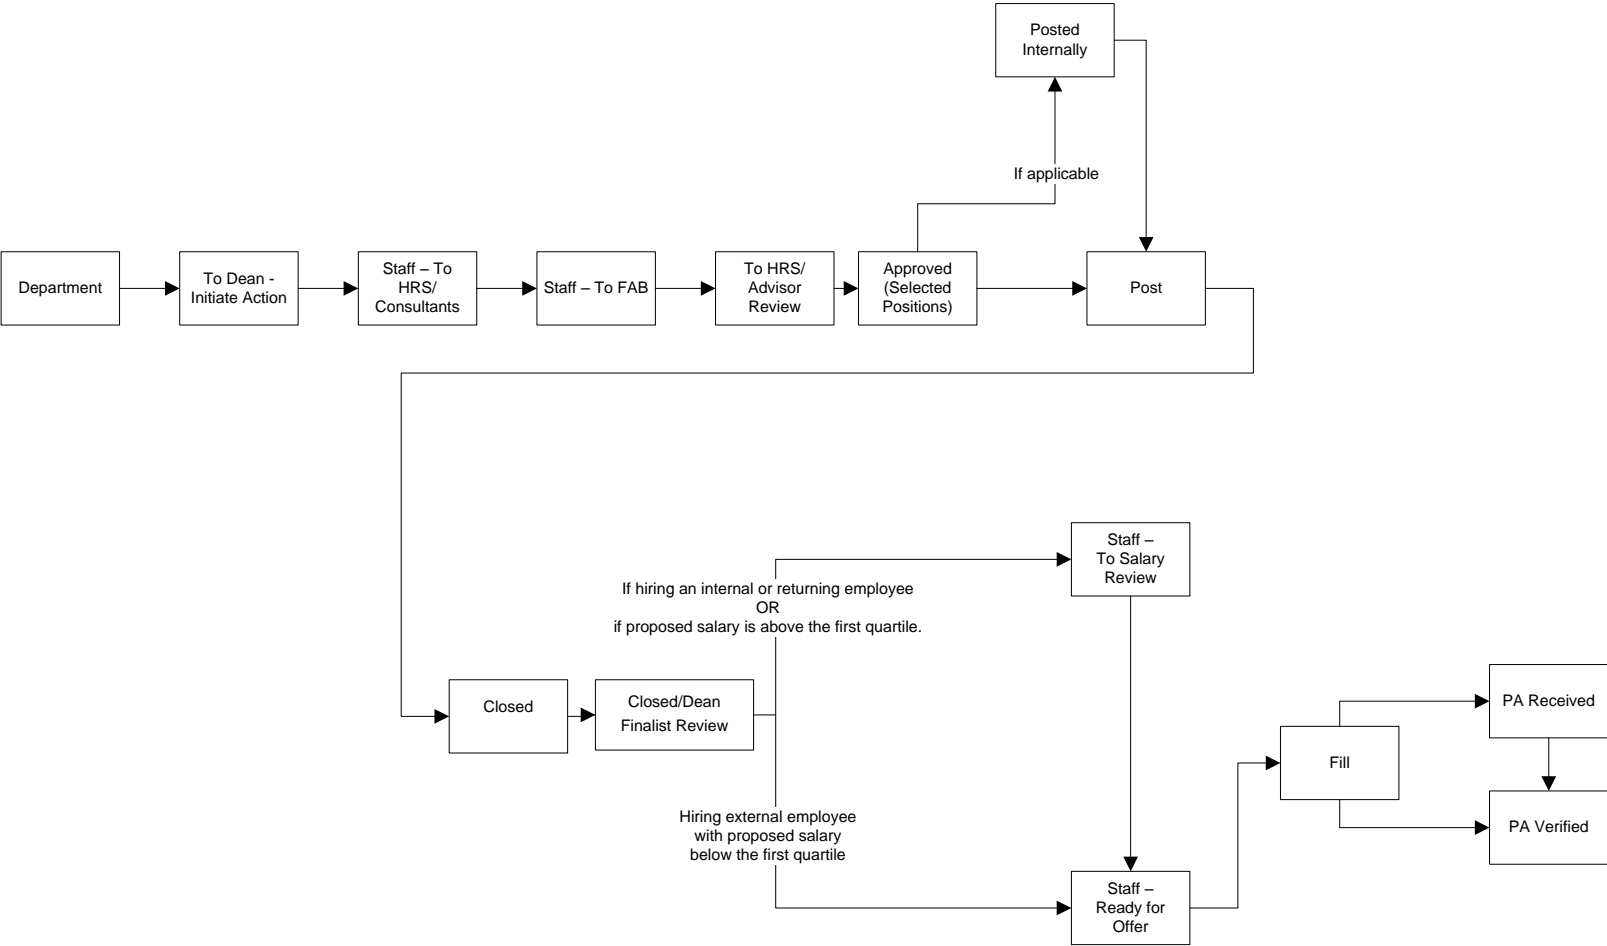 Posted
Internally
If applicable
Department
To Dean -
Initiate Action
Staff – To
HRS/
Consultants
Staff – To FAB
To HRS/
Advisor
Review
Approved
(Selected
Positions)
Post
Staff –
To Salary
Review
If hiring an internal or returning employee
OR
if proposed salary is above the first quartile.
Closed
Closed/Dean
Finalist Review
Hiring external employee
with proposed salary
below the first quartile
Staff –
Ready for
Offer
Fill
PA Received
PA Verified